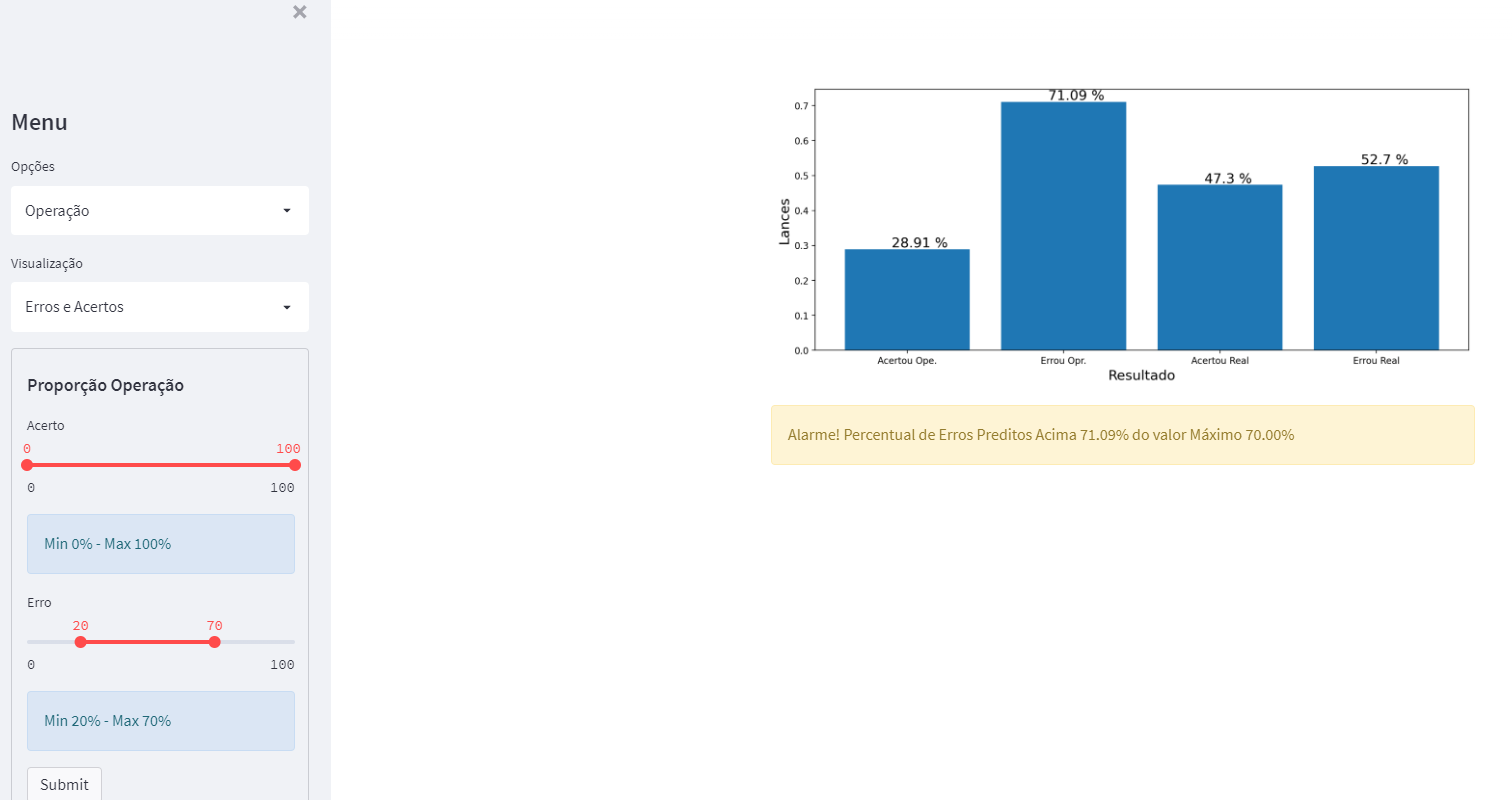 ×
Menu
Opções
Operação
Visualização
Erros e Acertos
Proporção Operação
Acerto
0 100
0 100
Min 0% - Max 100%
Erro
20 70
0 100
Min 20% - Max 70%
Submit
Lances
0.7
0.6
0.5
0.4
0.3
0.2
0.1
0.0
28.91 %
71.09 %
47.3 %
52.7 %
Acertou Ope. Errou Opr. Acertou Real Errou Real
Resultado
Alarme! Percentual de Erros Preditos Acima 71.09% do valor Máximo 70.00%